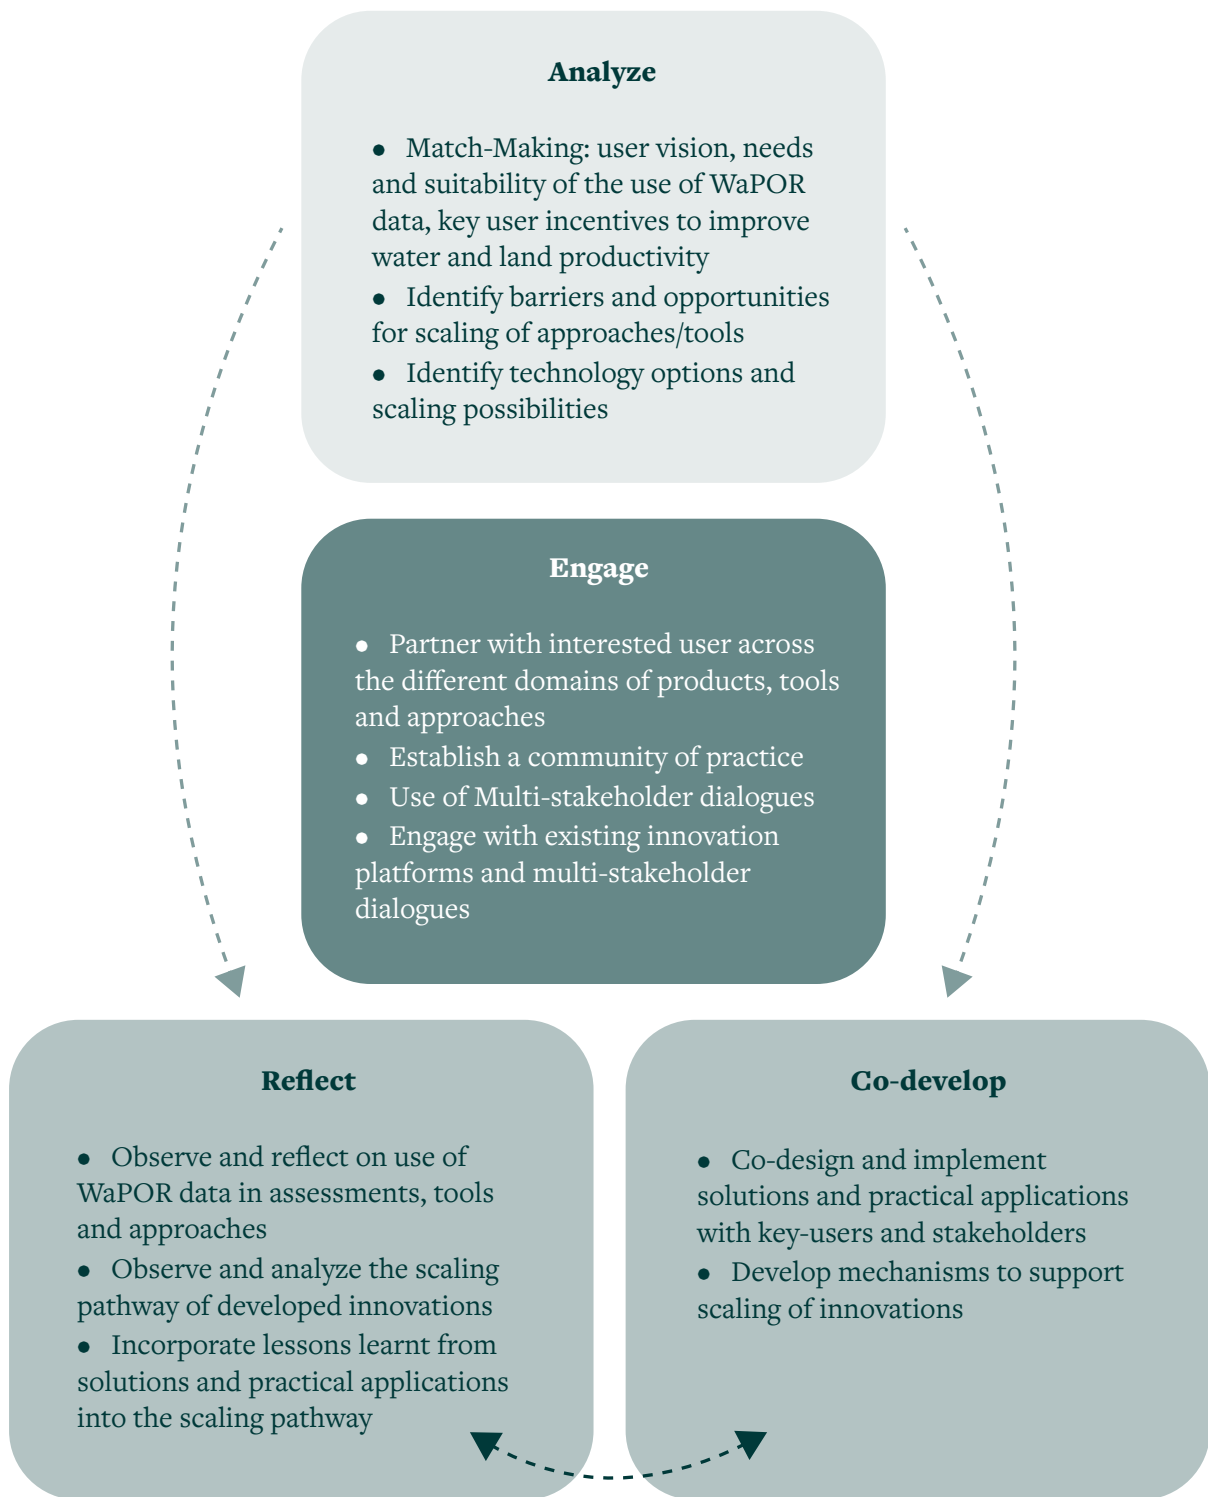 Analyze
● Match-Making: user vision, needs
and suitability of the use of WaPOR
data, key user incentives to improve
water and land productivity
● Identify barriers and opportunities
for scaling of approaches/tools
● Identify technology options and
scaling possibilities
Engage
● Partner with interested user across
the different domains of products, tools
and approaches
● Establish a community of practice
● Use of Multi-stakeholder dialogues
● Engage with existing innovation
platforms and multi-stakeholder
dialogues
Reflect
● Observe and reflect on use of
WaPOR data in assessments, tools
and approaches
● Observe and analyze the scaling
pathway of developed innovations
● Incorporate lessons learnt from
solutions and practical applications
into the scaling pathway
Co-develop
● Co-design and implement
solutions and practical applications
with key-users and stakeholders
● Develop mechanisms to support
scaling of innovations